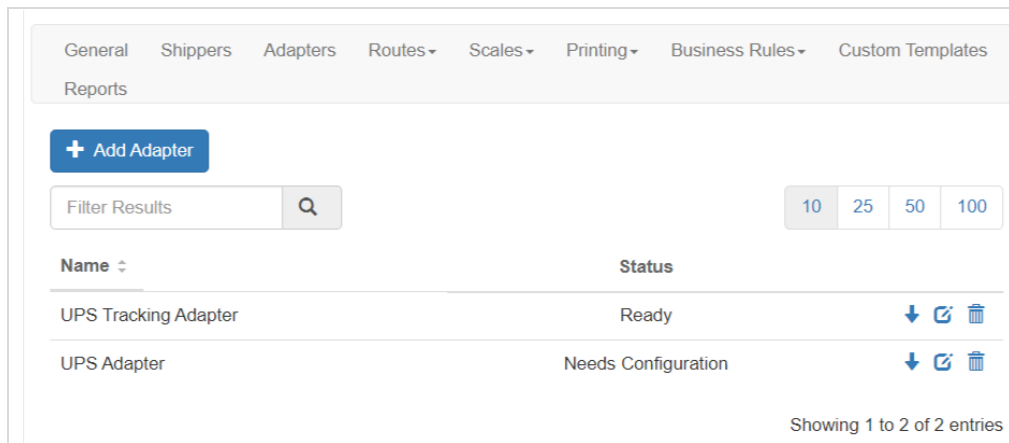 General Shippers Adapters Routes Scales Printing Business Rules Custom Templates
Reports
Add Adapter
Filter Results
10 25 50 100
Name Status
UPS Tracking Adapter Ready
UPS Adapter Needs Configuration
Showing 1 to 2 of 2 entries